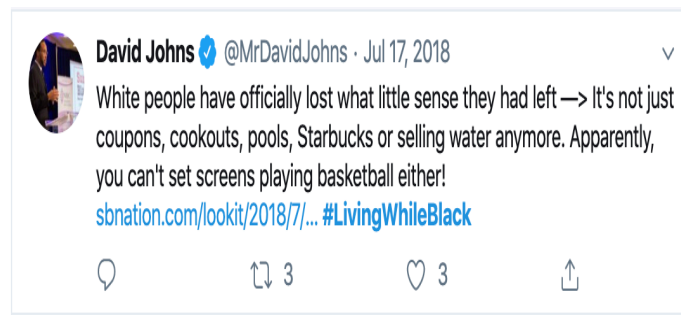 David Johns @MrDavidJohns · Jul 17, 2018
White people have officially lost what little sense they had left —> It's not just
coupons, cookouts, pools, Starbucks or selling water anymore. Apparently,
you can't set screens playing basketball either!
sbnation.com/lookit/2018/7/... #LivingWhileBlack
3 3